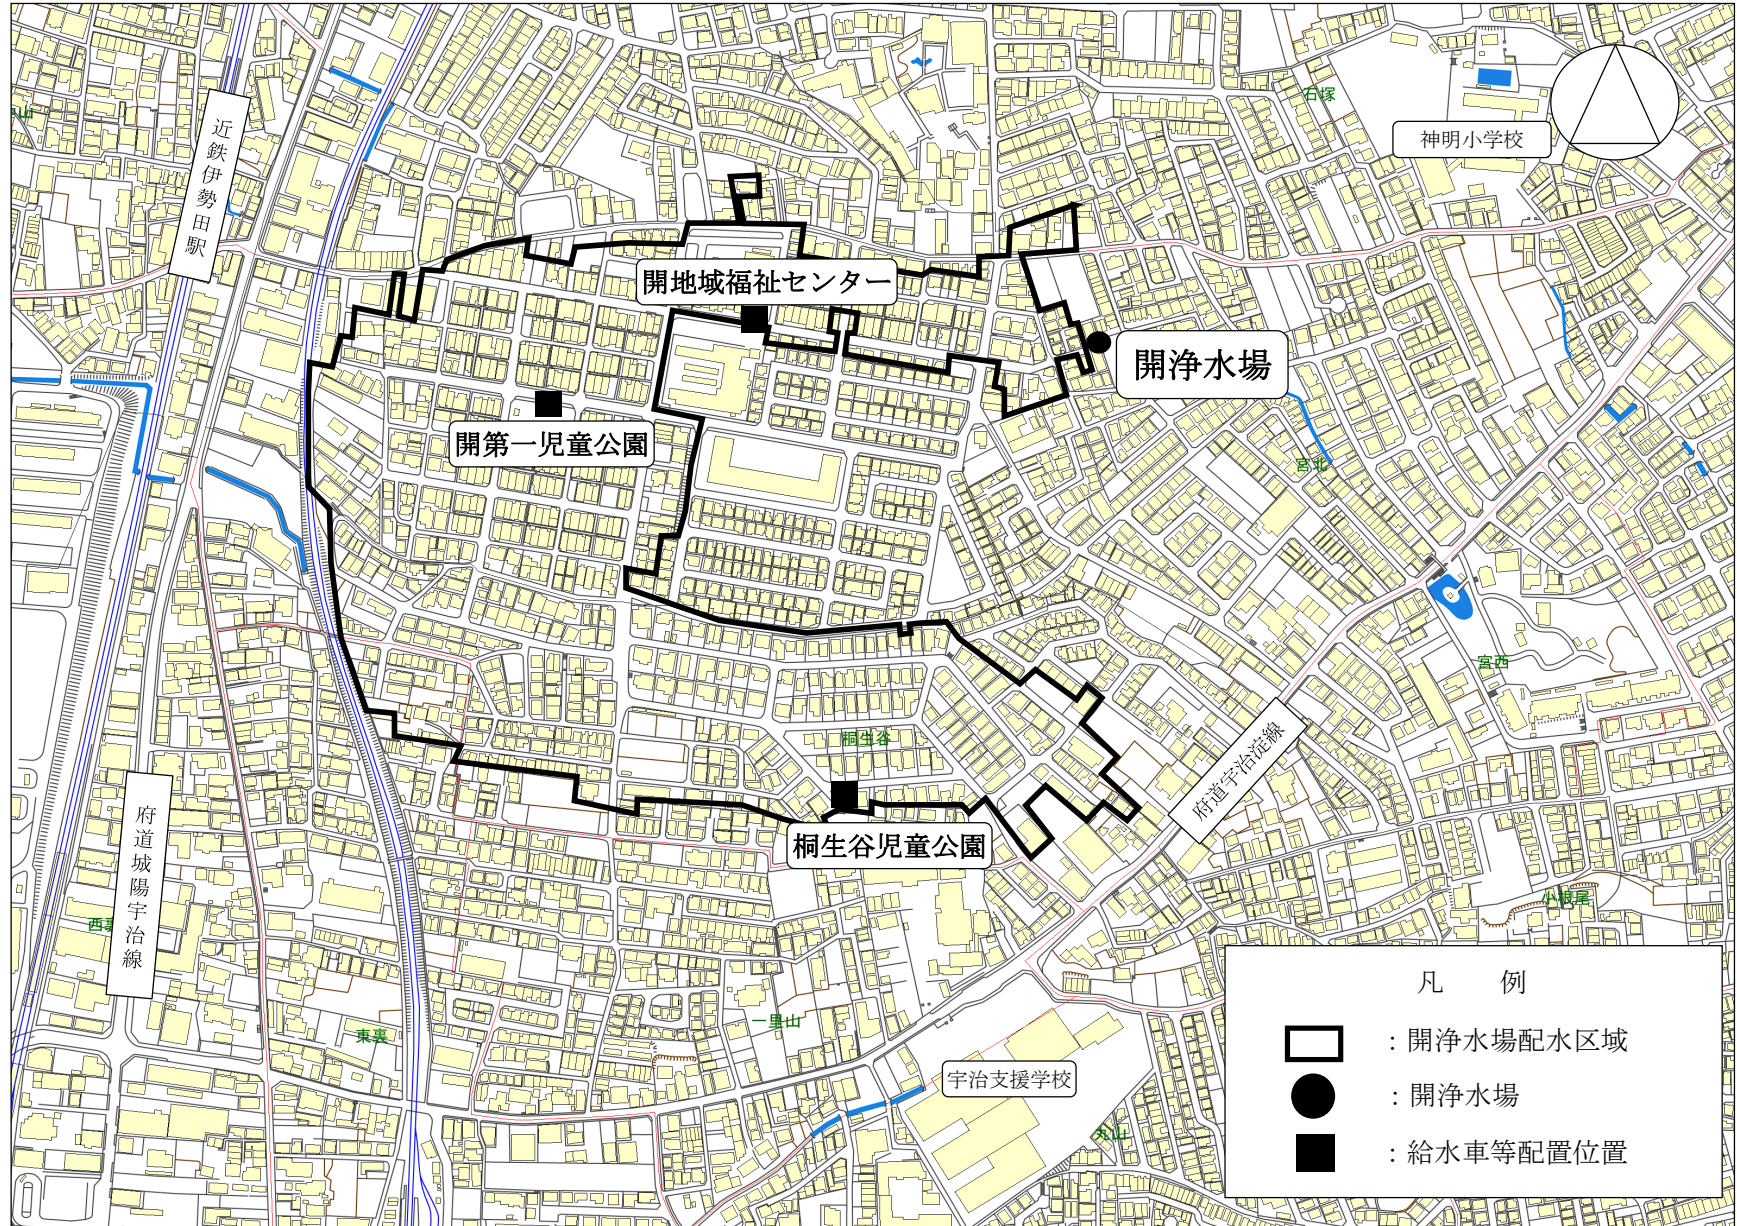 石塚
神明小学校
近鉄伊勢田駅
開地域福祉センター
開浄水場
開第一児童公園
宮北
宮西
桐生谷
府道宇治淀線
府道城陽宇治線
桐生谷児童公園
小根尾
東裏
一里山
宇治支援学校
丸山
凡 例
：開浄水場配水区域
：開浄水場
：給水車等配置位置